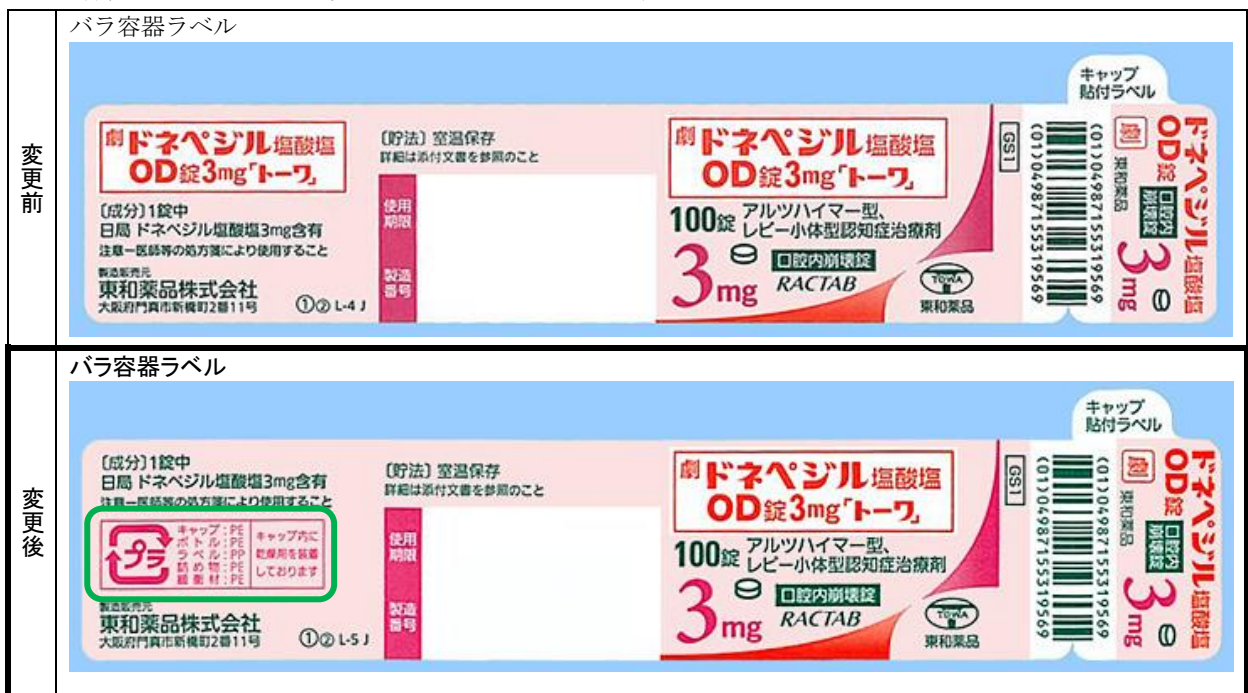 変更前
バラ容器ラベル
劇 ドネペジル塩酸塩
OD錠3mg「トーワ」
〔成分〕1錠中
日局 ドネペジル塩酸塩3mg含有
注意-医師等の処方箋により使用すること
製造販売元
東和薬品株式会社
大阪府門真市新橋町2番11号 ①② L-4 J
〔貯法〕室温保存
詳細は添付文書を参照のこと
使用
期限
製造
番号
劇 ドネペジル塩酸塩
OD錠3mg「トーワ」
100錠 アルツハイマー型、
レビー小体型認知症治療剤
3mg
口腔内崩壊錠
RACTAB
TOWA
東和薬品
GS1
(01)04987155319569
(01)04987155319569
キャップ
貼付ラベル
ドネペジル塩酸塩
OD錠 口腔内崩壊錠 3mg
劇 東和薬品
変更後
バラ容器ラベル
〔成分〕1錠中
日局 ドネペジル塩酸塩3mg含有
注意-医師等の処方箋により使用すること
プラ
キャップ:PE
ボトル:PE
ラベル:PP
詰め物:PE
緩衝材:PE
キャップ内に
乾燥剤を装着
しております
製造販売元
東和薬品株式会社
大阪府門真市新橋町2番11号 ①② L-5 J
〔貯法〕室温保存
詳細は添付文書を参照のこと
使用
期限
製造
番号
劇 ドネペジル塩酸塩
OD錠3mg「トーワ」
100錠 アルツハイマー型、
レビー小体型認知症治療剤
3mg
口腔内崩壊錠
RACTAB
TOWA
東和薬品
GS1
(01)04987155319569
(01)04987155319569
キャップ
貼付ラベル
ドネペジル塩酸塩
OD錠 口腔内崩壊錠 3mg
劇 東和薬品